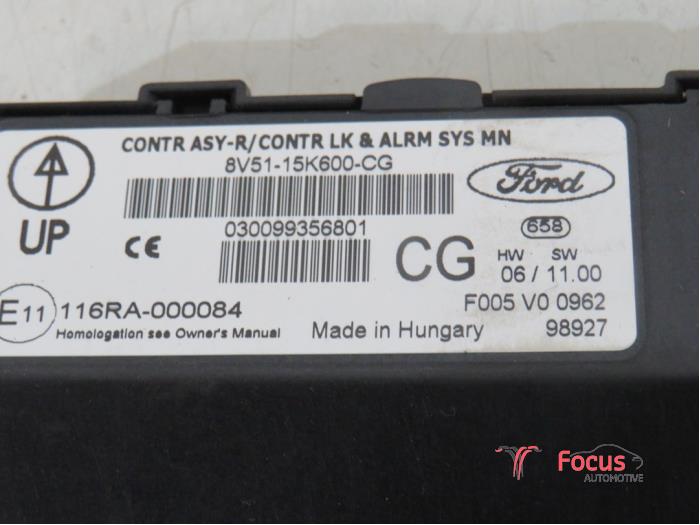 CONTR ASY-R/CONTR LK & ALRM SYS MN
8V51-15K600-CG
Ford
UP
030099356801
CE
CG
658
HW SW
06 / 11.00
E11 116RA-000084
F005 V0 0962
Homologation see Owner's Manual
Made in Hungary
98927
Focus
AUTOMOTIVE